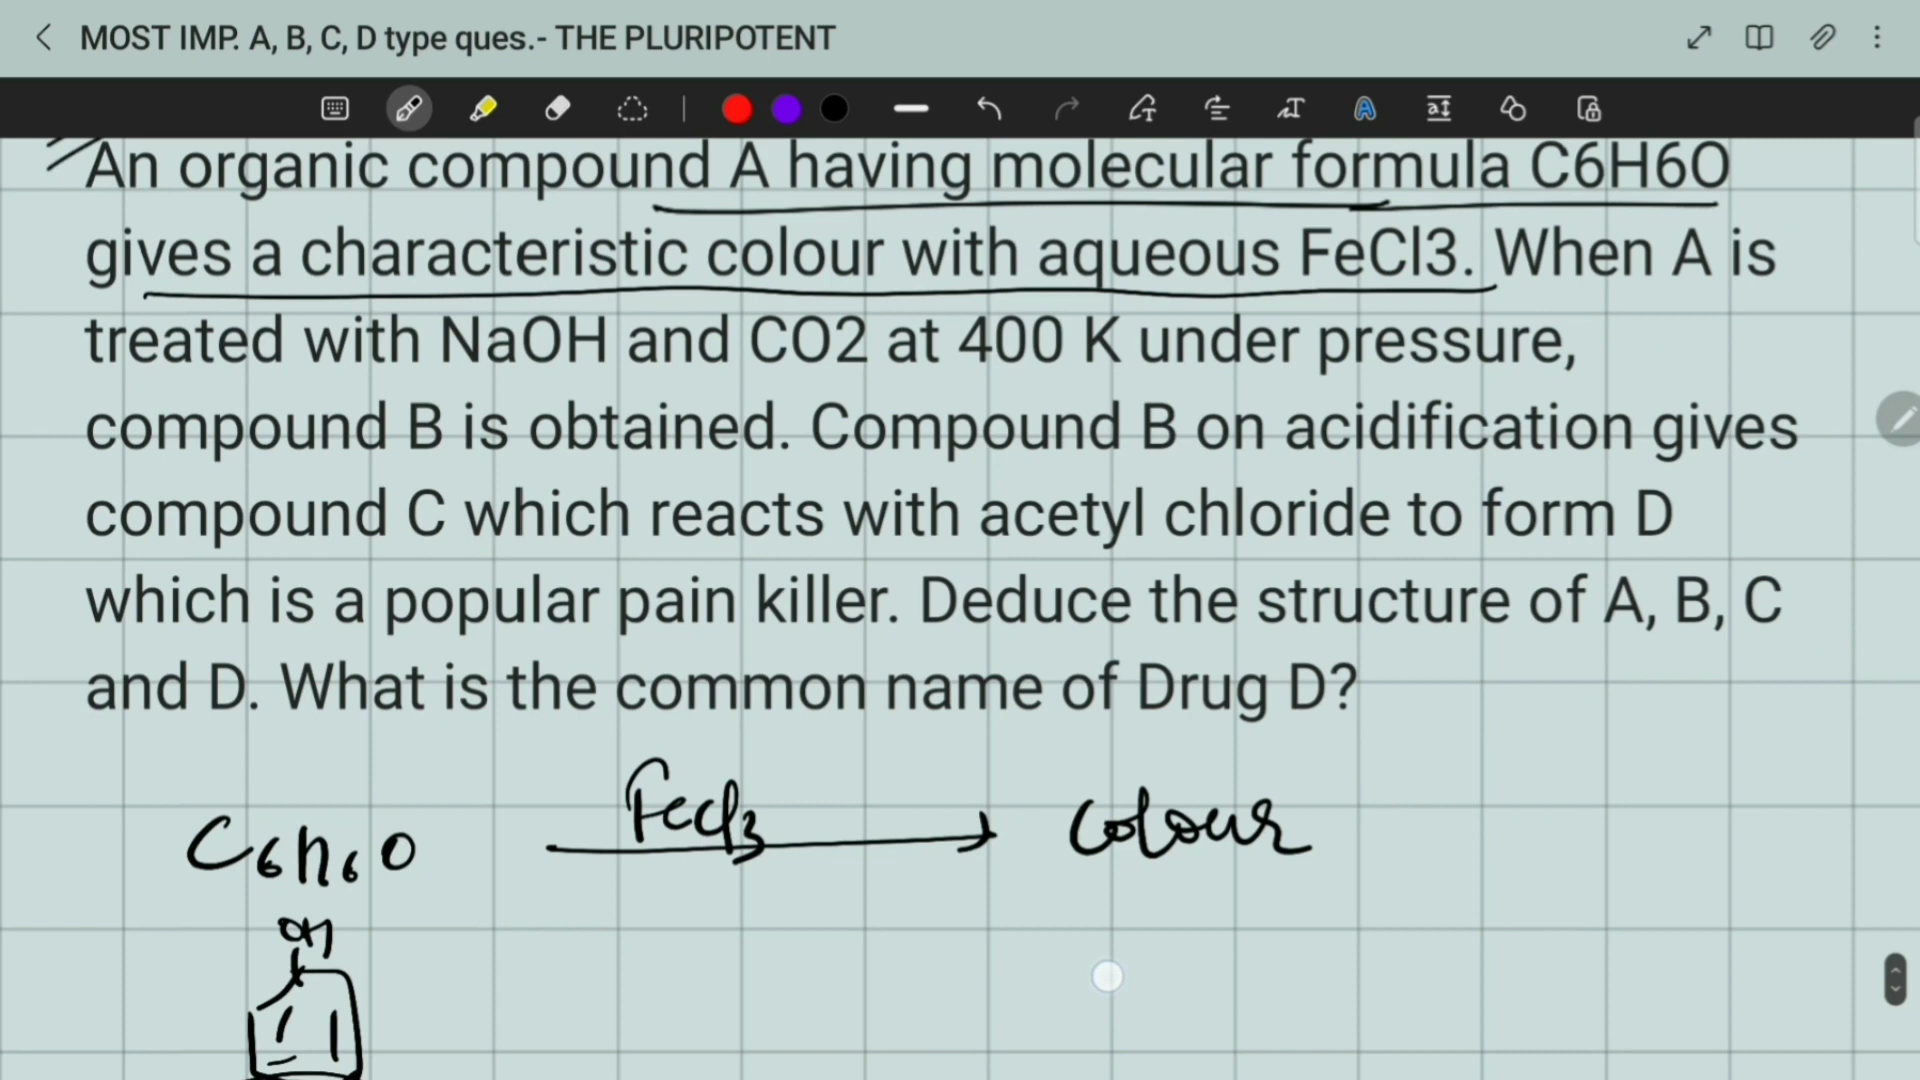 MOST IMP. A, B, C, D type ques.- THE PLURIPOTENT
An organic compound A having molecular formula C6H6O
gives a characteristic colour with aqueous FeCl3. When A is
treated with NaOH and CO2 at 400 K under pressure,
compound B is obtained. Compound B on acidification gives
compound C which reacts with acetyl chloride to form D
which is a popular pain killer. Deduce the structure of A, B, C
and D. What is the common name of Drug D?
C6H6O FeCl3 Colour
OH